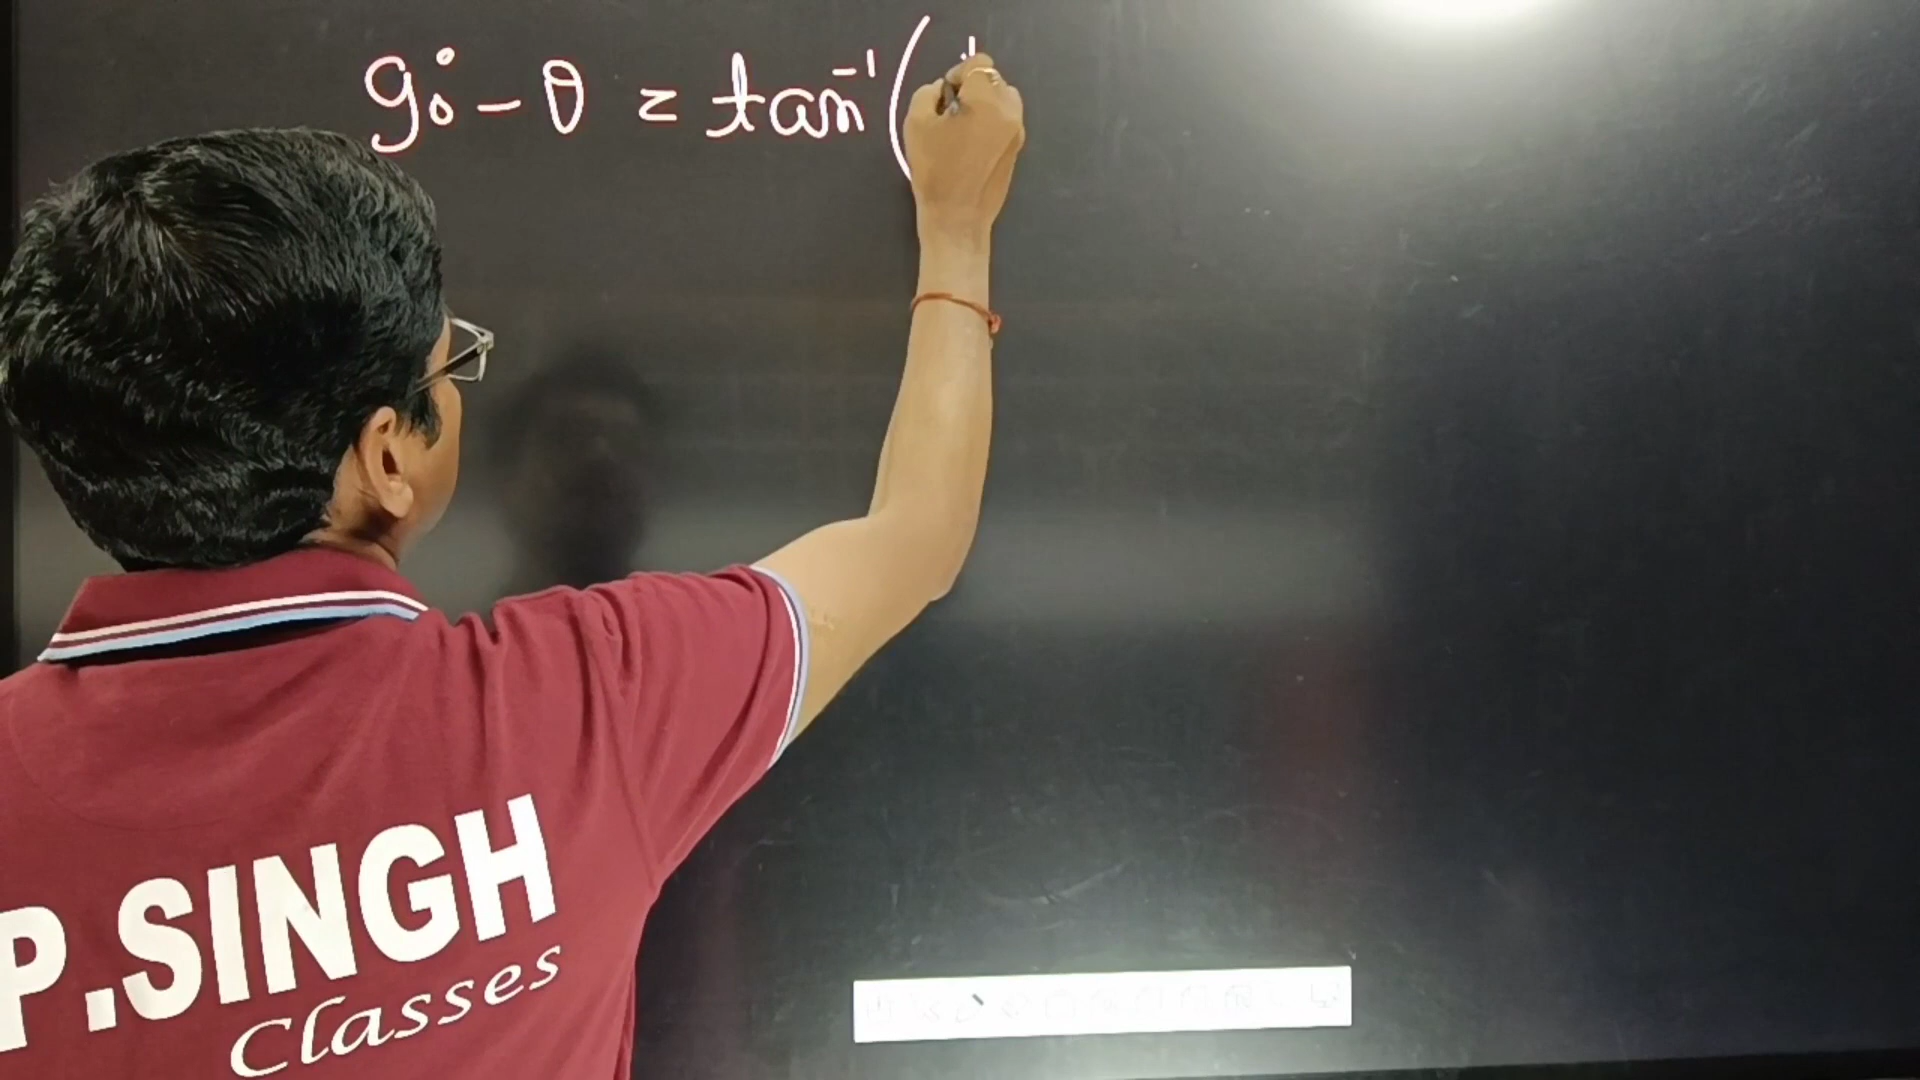 90° - θ = tan⁻¹(
P.SINGH
Classes